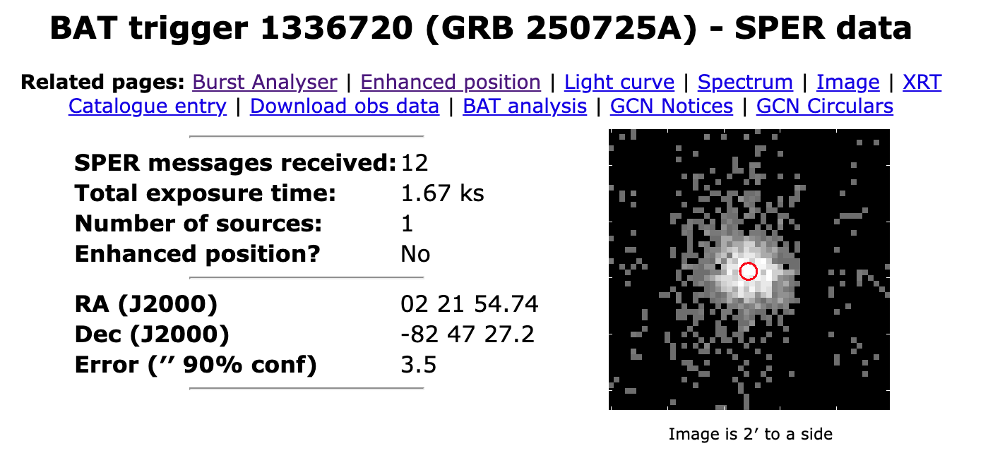 BAT trigger 1336720 (GRB 250725A) - SPER data
Related pages: Burst Analyser | Enhanced position | Light curve | Spectrum | Image | XRT
Catalogue entry | Download obs data | BAT analysis | GCN Notices | GCN Circulars
SPER messages received: 12
Total exposure time: 1.67 ks
Number of sources: 1
Enhanced position? No
RA (J2000) 02 21 54.74
Dec (J2000) -82 47 27.2
Error (′′ 90% conf) 3.5
Image is 2′ to a side